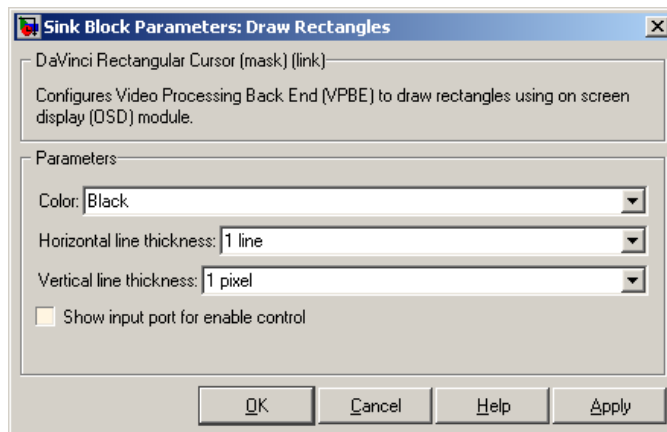 Sink Block Parameters: Draw Rectangles
DaVinci Rectangular Cursor (mask) (link)
Configures Video Processing Back End (VPBE) to draw rectangles using on screen
display (OSD) module.
Parameters
Color: Black
Horizontal line thickness: 1 line
Vertical line thickness: 1 pixel
Show input port for enable control
OK Cancel Help Apply